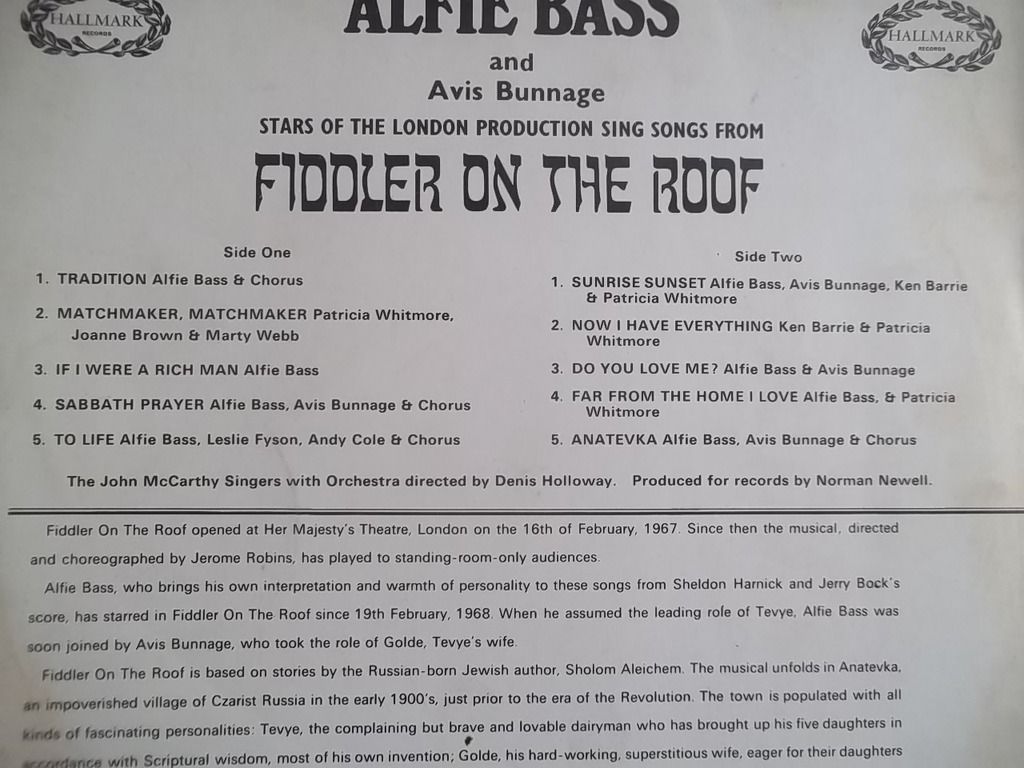 HALLMARK
RECORDS
ALFIE BASS
HALLMARK
RECORDS
and
Avis Bunnage
STARS OF THE LONDON PRODUCTION SING SONGS FROM
FIDDLER ON THE ROOF
Side One
1. TRADITION Alfie Bass & Chorus
2. MATCHMAKER, MATCHMAKER Patricia Whitmore,
Joanne Brown & Marty Webb
3. IF I WERE A RICH MAN Alfie Bass
4. SABBATH PRAYER Alfie Bass, Avis Bunnage & Chorus
5. TO LIFE Alfie Bass, Leslie Fyson, Andy Cole & Chorus
Side Two
1. SUNRISE SUNSET Alfie Bass, Avis Bunnage, Ken Barrie
& Patricia Whitmore
2. NOW I HAVE EVERYTHING Ken Barrie & Patricia
Whitmore
3. DO YOU LOVE ME? Alfie Bass & Avis Bunnage
4. FAR FROM THE HOME I LOVE Alfie Bass, & Patricia
Whitmore
5. ANATEVKA Alfie Bass, Avis Bunnage & Chorus
The John McCarthy Singers with Orchestra directed by Denis Holloway. Produced for records by Norman Newell.
Fiddler On The Roof opened at Her Majesty's Theatre, London on the 16th of February, 1967. Since then the musical, directed
and choreographed by Jerome Robins, has played to standing-room-only audiences.
Alfie Bass, who brings his own interpretation and warmth of personality to these songs from Sheldon Harnick and Jerry Bock's
score, has starred in Fiddler On The Roof since 19th February, 1968. When he assumed the leading role of Tevye, Alfie Bass was
soon joined by Avis Bunnage, who took the role of Golde, Tevye's wife.
Fiddler On The Roof is based on stories by the Russian-born Jewish author, Sholom Aleichem. The musical unfolds in Anatevka,
an impoverished village of Czarist Russia in the early 1900's, just prior to the era of the Revolution. The town is populated with all
kinds of fascinating personalities: Tevye, the complaining but brave and lovable dairyman who has brought up his five daughters in
accordance with Scriptural wisdom, most of his own invention; Golde, his hard-working, superstitious wife, eager for their daughters